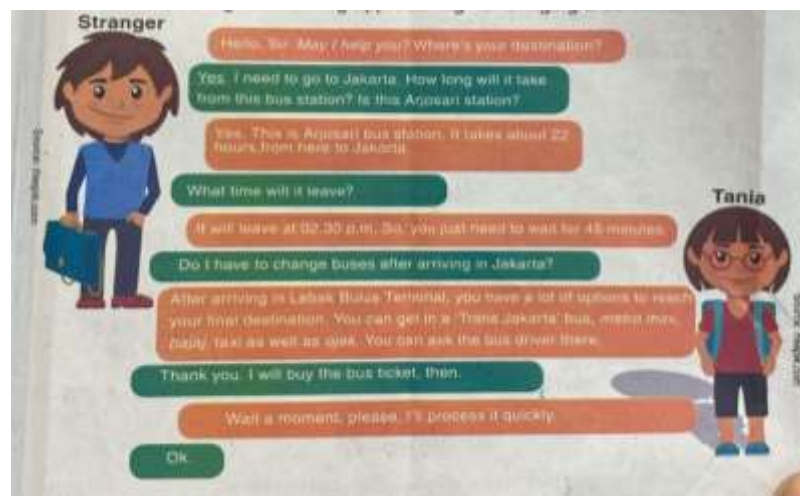 Stranger
Hello, Sir. May I help you? Where's your destination?
Yes. I need to go to Jakarta. How long will it take
from this bus station? Is this Arjosari station?
Yes. This is Arjosari bus station. It takes about 22
hours from here to Jakarta.
What time will it leave?
Tania
It will leave at 02.30 p.m. So, you just need to wait for 45 minutes.
Do I have to change buses after arriving in Jakarta?
After arriving in Lebak Bulus Terminal, you have a lot of options to reach
your final destination. You can get in a 'Trans Jakarta' bus, metro mini,
bajaj, taxi as well as ojek. You can ask the bus driver there.
Thank you. I will buy the bus ticket, then.
Wait a moment, please. I'll process it quickly.
Ok.
Source: freepik.com
Source: freepik.com